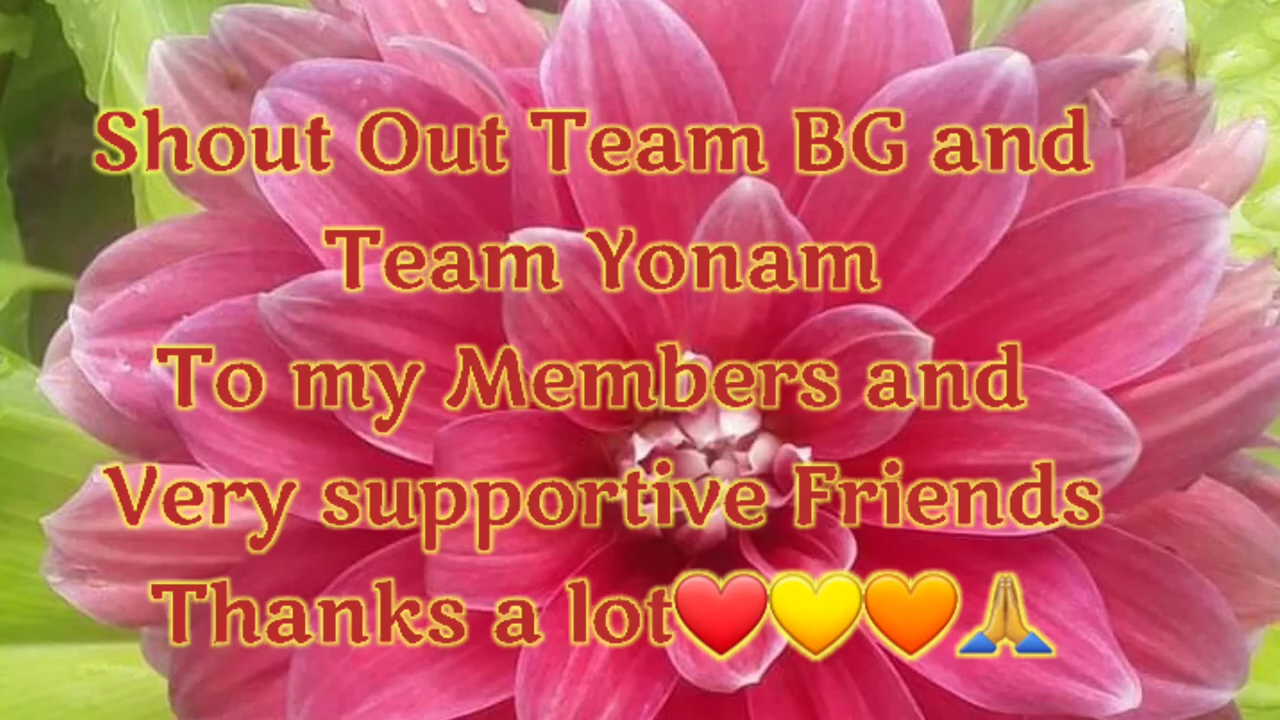 Shout Out Team BG and
Team Yonam
To my Members and
Very supportive Friends
Thanks a lot❤️💛🧡🙏